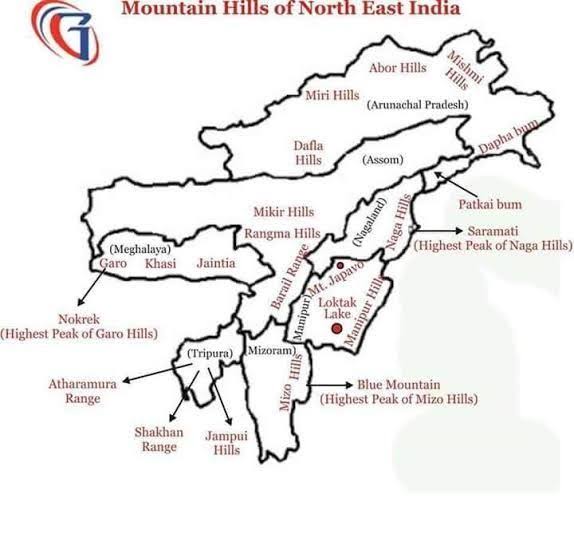 Mountain Hills of North East India
G
Abor Hills
Mishmi
Hills
Miri Hills
(Arunachal Pradesh)
Dafla
Hills
(Assom)
Dapha bum
Patkai bum
Mikir Hills
Rangma Hills
(Nagaland)
Naga Hills
Saramati
(Highest Peak of Naga Hills)
(Meghalaya)
Garo Khasi Jaintia
Barail Range
Mt. Japavo
Nokrek
(Highest Peak of Garo Hills)
(Manipur)
Loktak
Lake
Manipur Hills
(Tripura)
(Mizoram)
Mizo Hills
Atharamura
Range
Blue Mountain
(Highest Peak of Mizo Hills)
Shakhan
Range
Jampui
Hills